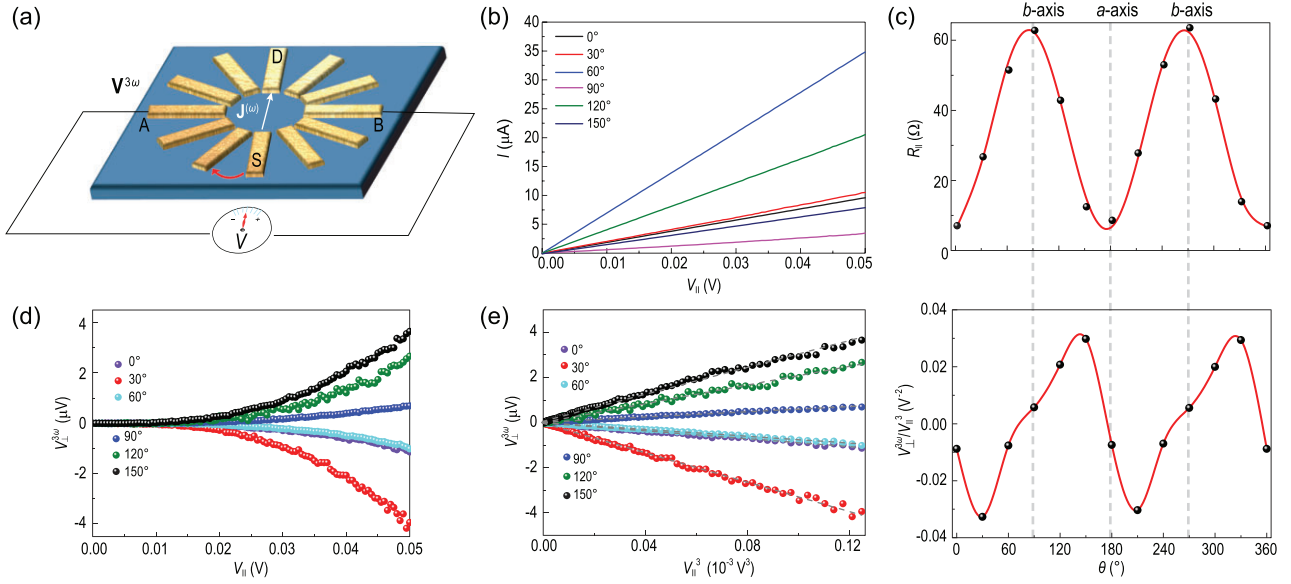 (a)
D
V³ω
J(ω)
A
B
S
− +
V
(b)
40
35
30
25
20
15
10
5
0
I (μA)
0°
30°
60°
90°
120°
150°
0.00 0.01 0.02 0.03 0.04 0.05
V|| (V)
(c)
b-axis a-axis b-axis
60
40
20
0
R|| (Ω)
(d)
4
2
0
-2
-4
V⊥³ω (μV)
0°
30°
60°
90°
120°
150°
0.00 0.01 0.02 0.03 0.04 0.05
V|| (V)
(e)
4
2
0
-2
-4
V⊥³ω (μV)
0°
30°
60°
90°
120°
150°
0.00 0.04 0.08 0.12
V||³ (10⁻³ V³)
0.04
0.02
0.00
-0.02
-0.04
V⊥³ω/V||³ (V⁻²)
0 60 120 180 240 300 360
θ (°)